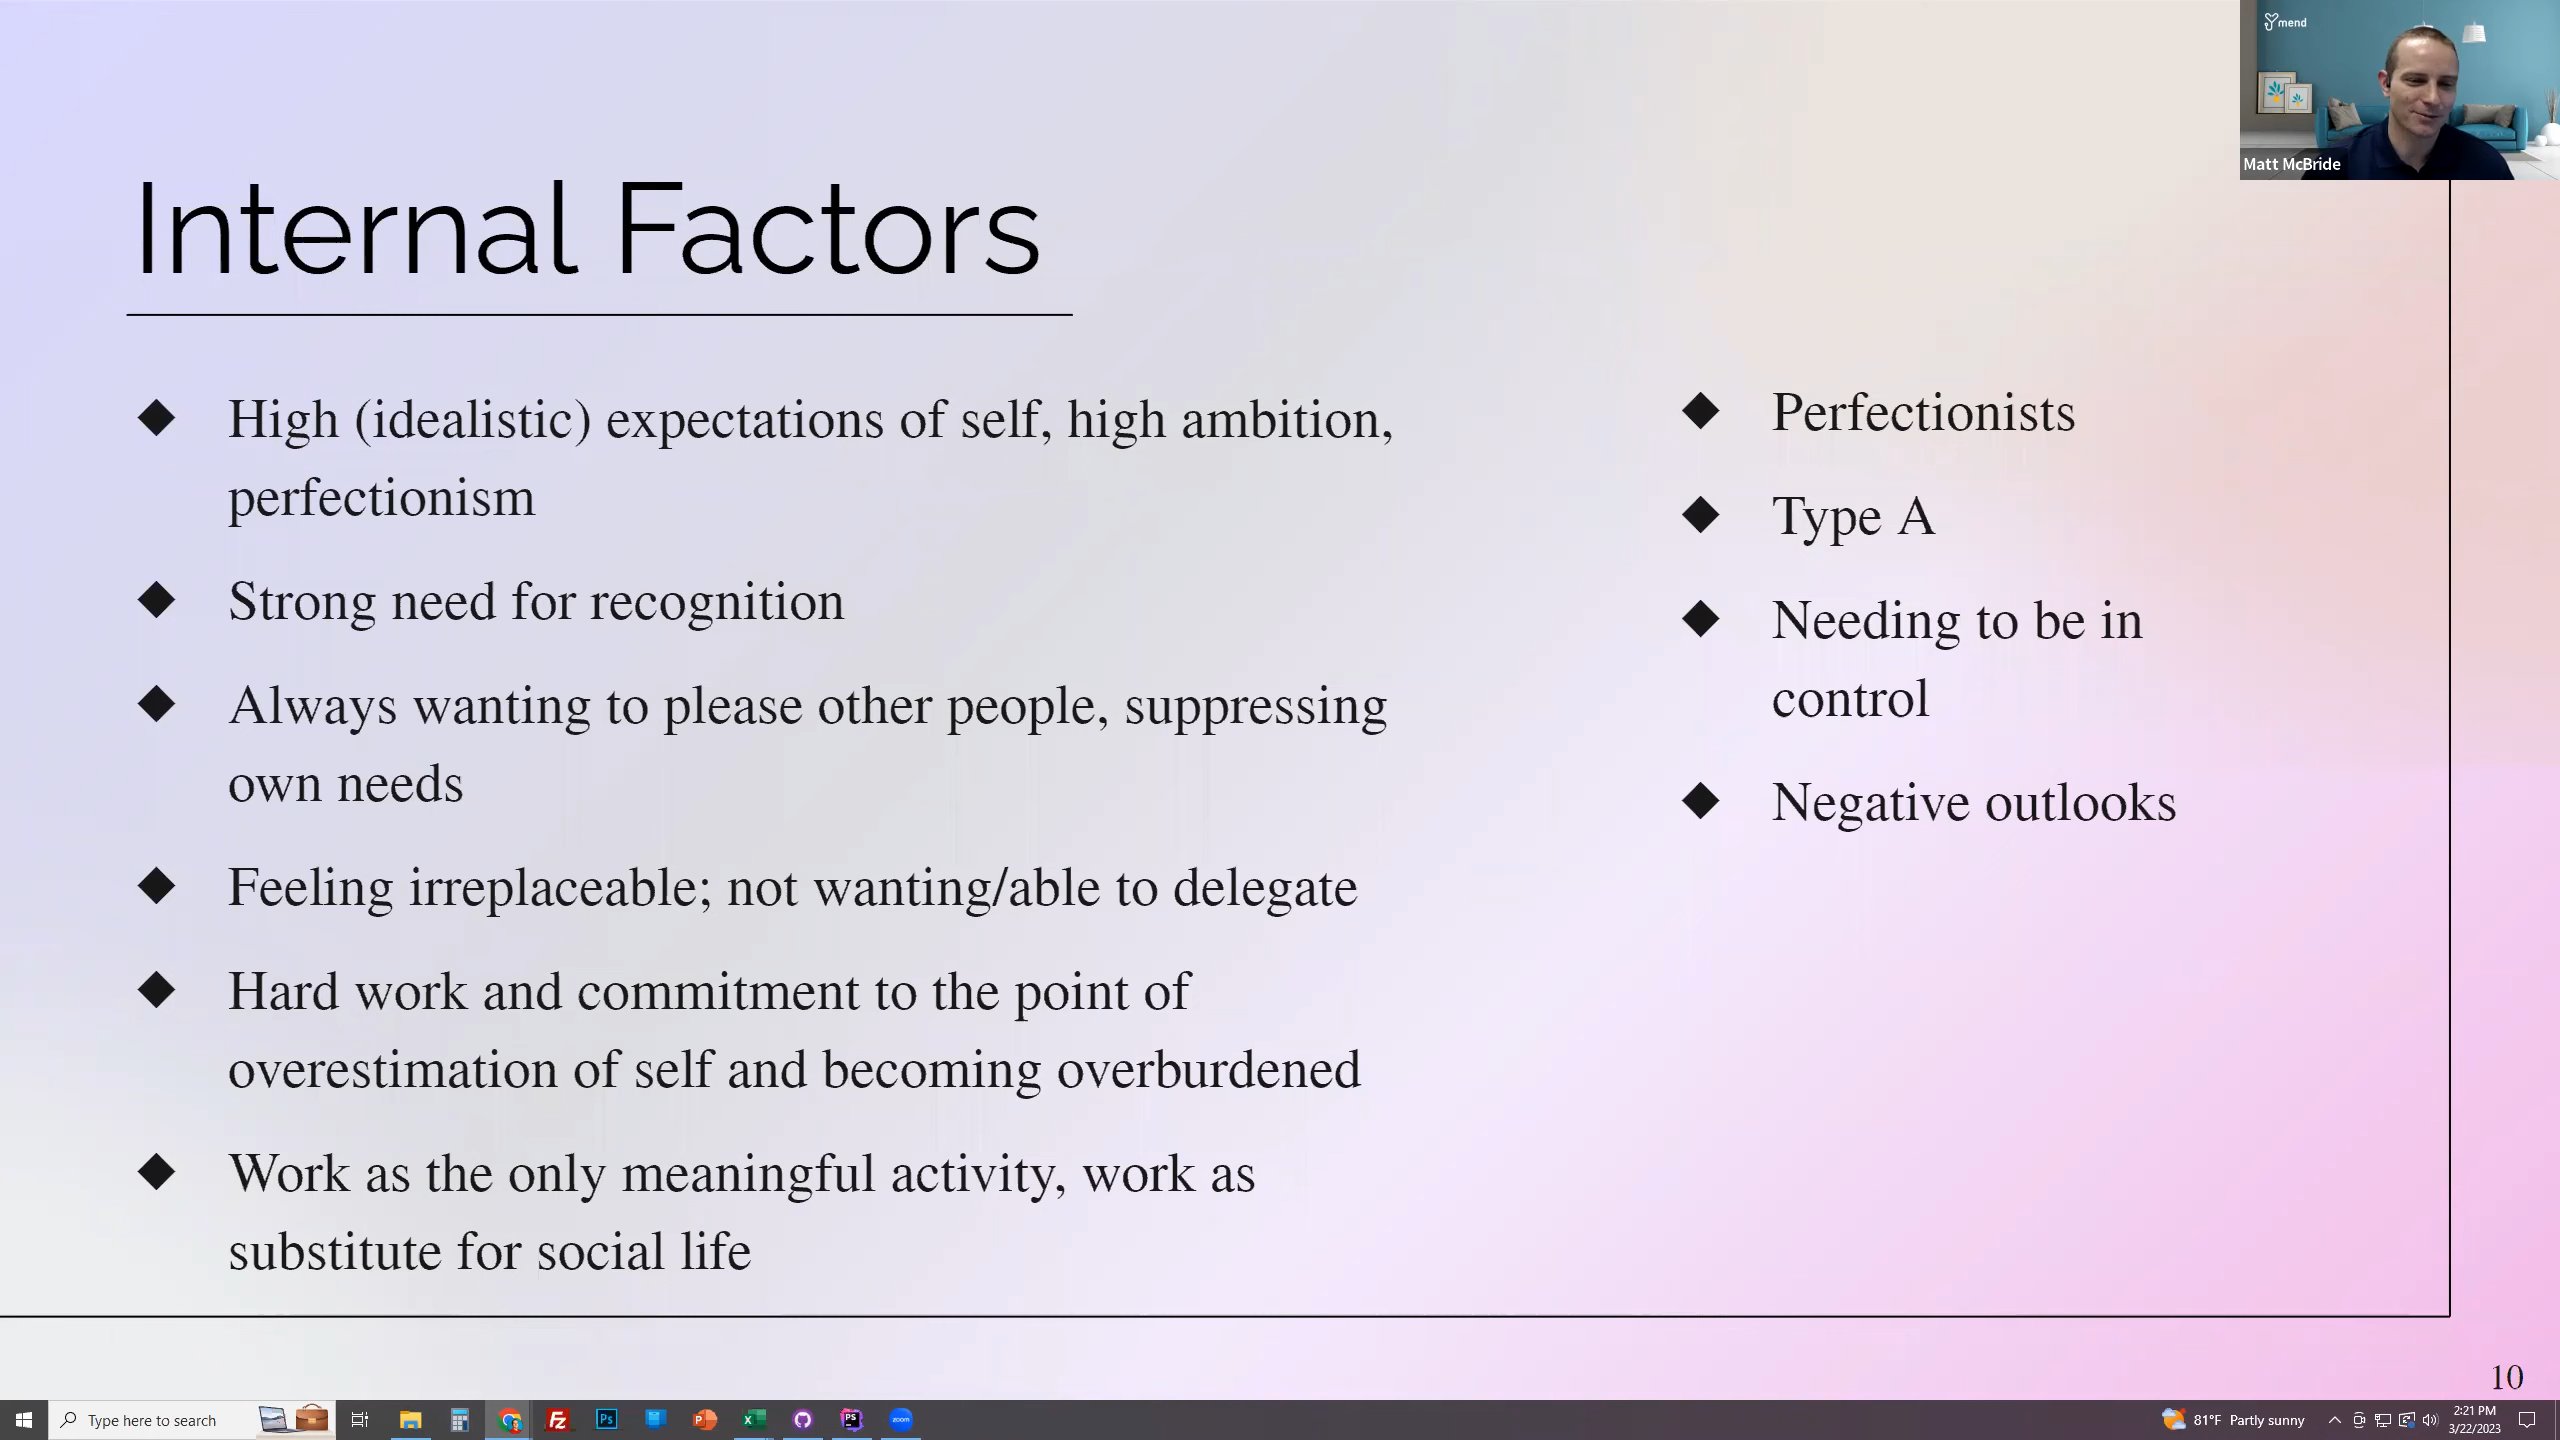 mend
Matt McBride
Internal Factors
High (idealistic) expectations of self, high ambition,
perfectionism
Strong need for recognition
Always wanting to please other people, suppressing
own needs
Feeling irreplaceable; not wanting/able to delegate
Hard work and commitment to the point of
overestimation of self and becoming overburdened
Work as the only meaningful activity, work as
substitute for social life
Perfectionists
Type A
Needing to be in
control
Negative outlooks
10
Type here to search
Fz
Ps
P
X
PS
zoom
81°F Partly sunny
2:21 PM
3/22/2023